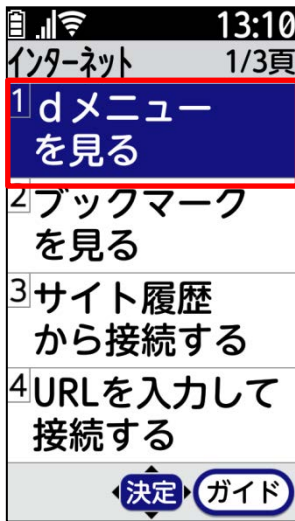 13:10
インターネット 1/3頁
1 dメニュー
を見る
2 ブックマーク
を見る
3 サイト履歴
から接続する
4 URLを入力して
接続する
決定 ガイド